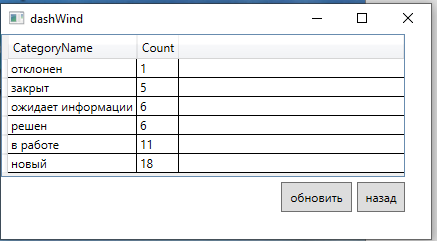 dashWind
CategoryName Count
отклонен 1
закрыт 5
ожидает информации 6
решен 6
в работе 11
новый 18
обновить назад